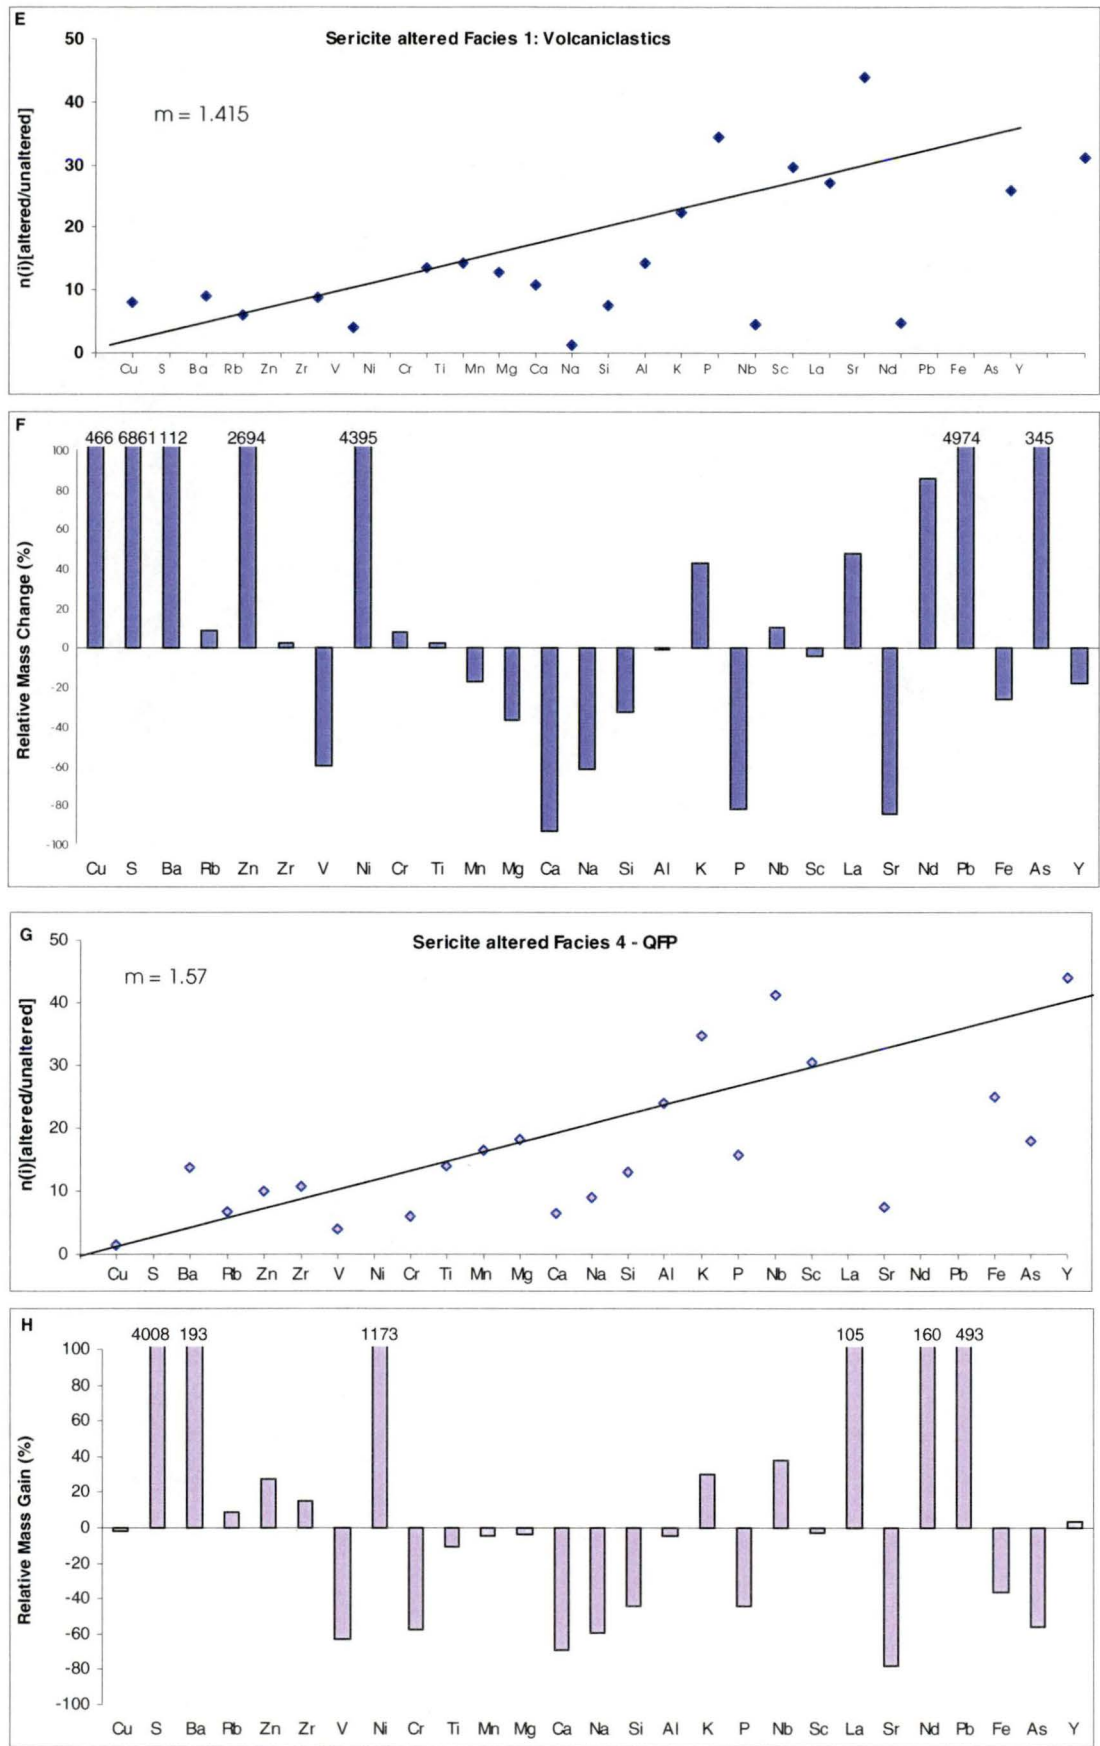 E
Sericite altered Facies 1: Volcaniclastics
m = 1.415
n(i)[altered/unaltered]
50
40
30
20
10
0
Cu S Ba Rb Zn Zr V Ni Cr Ti Mn Mg Ca Na Si Al K P Nb Sc La Sr Nd Pb Fe As Y
F
466 6861 112 2694 4395 4974 345
Relative Mass Change (%)
100
80
60
40
20
0
-20
-40
-60
-80
-100
Cu S Ba Rb Zn Zr V Ni Cr Ti Mn Mg Ca Na Si Al K P Nb Sc La Sr Nd Pb Fe As Y
G
Sericite altered Facies 4 - QFP
m = 1.57
n(i)[altered/unaltered]
50
40
30
20
10
0
Cu S Ba Rb Zn Zr V Ni Cr Ti Mn Mg Ca Na Si Al K P Nb Sc La Sr Nd Pb Fe As Y
H
4008 193 1173 105 160 493
Relative Mass Gain (%)
100
80
60
40
20
0
-20
-40
-60
-80
-100
Cu S Ba Rb Zn Zr V Ni Cr Ti Mn Mg Ca Na Si Al K P Nb Sc La Sr Nd Pb Fe As Y